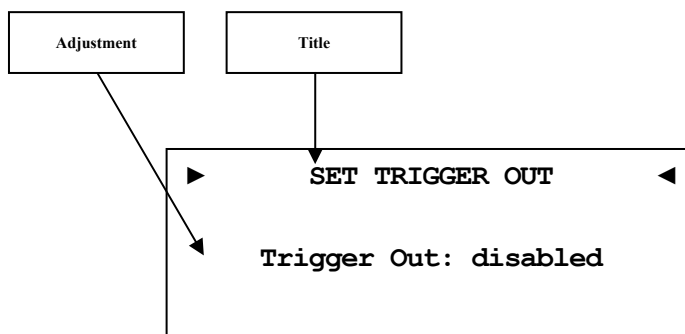 Adjustment
Title
► SET TRIGGER OUT ◄
Trigger Out: disabled